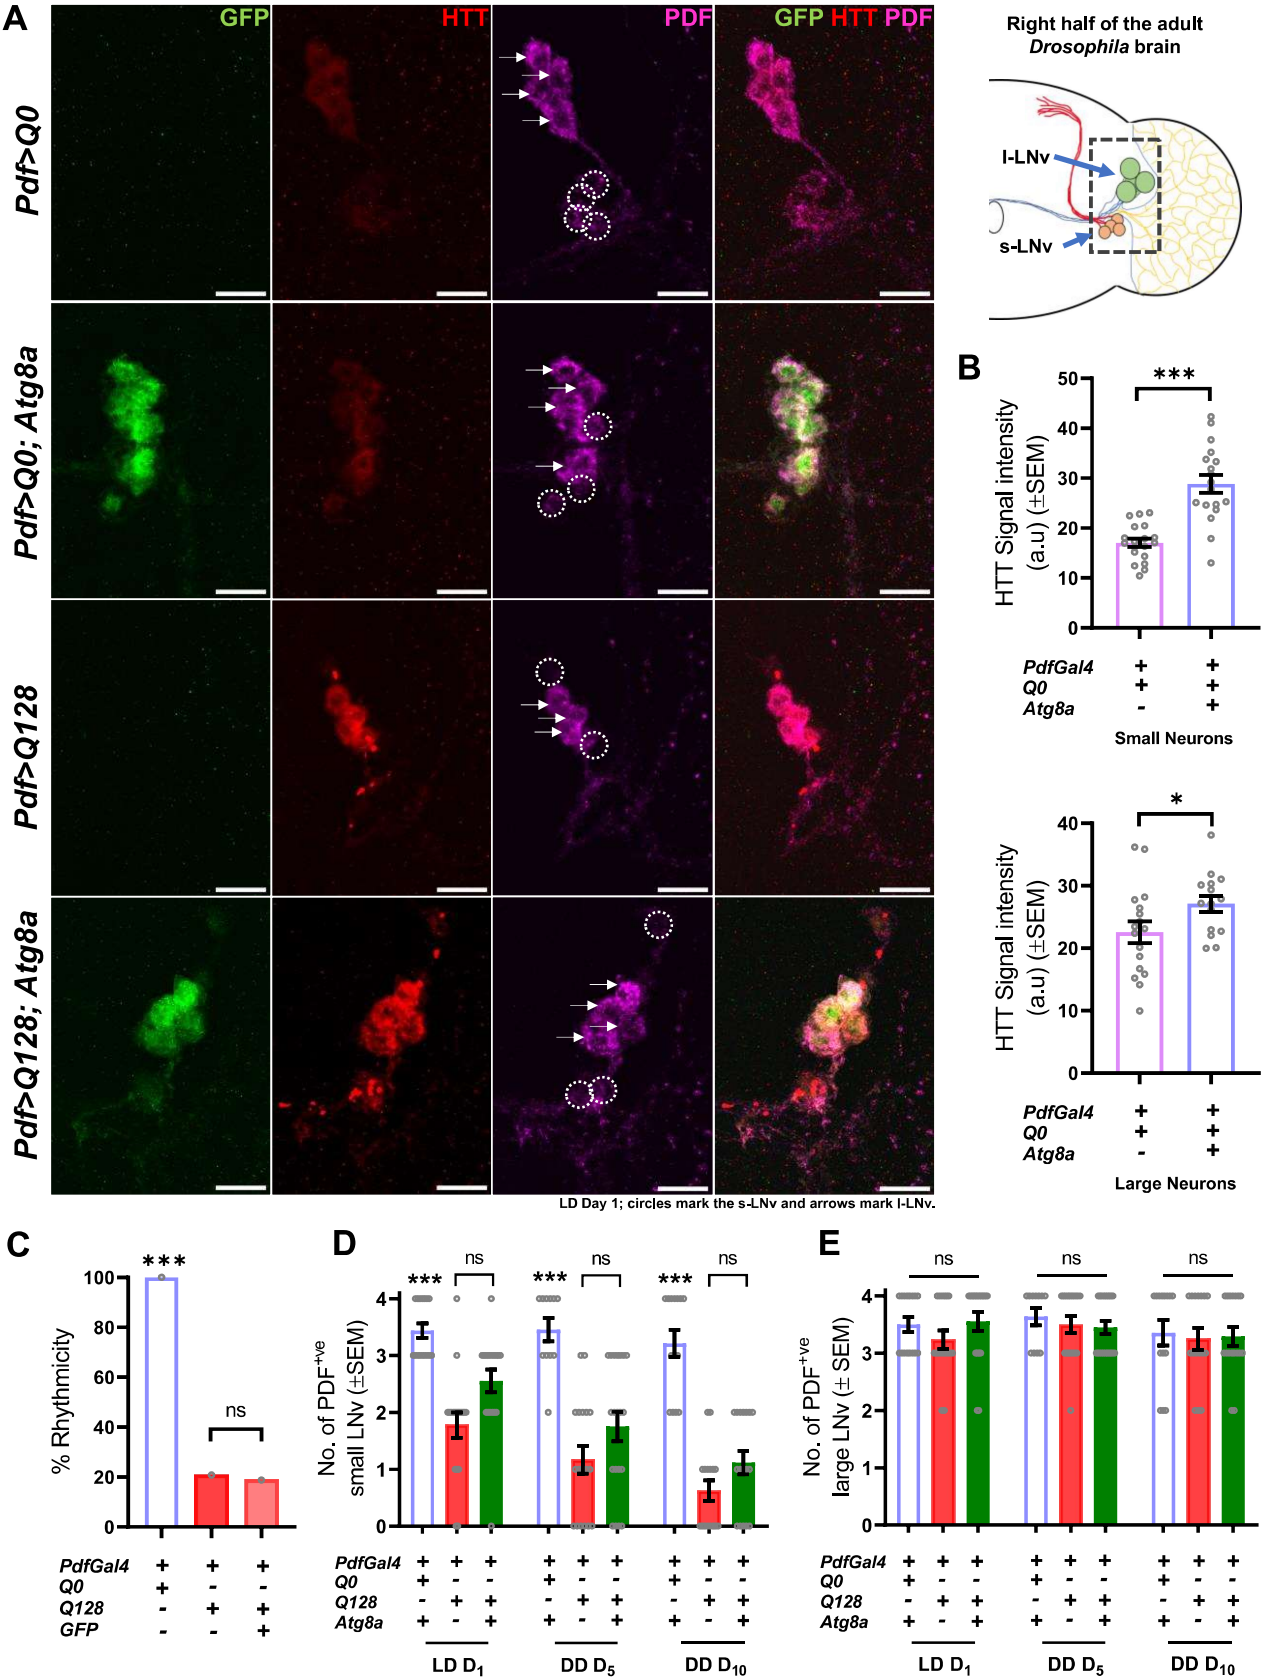 A
GFP
HTT
PDF
GFP HTT PDF
Pdf>Q0
Pdf>Q0; Atg8a
Pdf>Q128
Pdf>Q128; Atg8a
LD Day 1; circles mark the s-LNv and arrows mark l-LNv.
Right half of the adult
Drosophila brain
l-LNv
s-LNv
B
HTT Signal intensity
(a.u) (±SEM)
50
40
30
20
10
0
***
PdfGal4 + +
Q0 + +
Atg8a - +
Small Neurons
HTT Signal intensity
(a.u) (±SEM)
40
30
20
10
0
*
PdfGal4 + +
Q0 + +
Atg8a - +
Large Neurons
C
% Rhythmicity
100
80
60
40
20
0
***
ns
PdfGal4 + + +
Q0 + - -
Q128 - + +
GFP - - +
D
No. of PDF+ve
small LNv (±SEM)
4
3
2
1
0
*** ns *** ns *** ns
PdfGal4 + + + + + + + + +
Q0 + - - + - - + - -
Q128 - + + - + + - + +
Atg8a + - + + - + + - +
LD D1 DD D5 DD D10
E
No. of PDF+ve
large LNv (± SEM)
4
3
2
1
0
ns ns ns
PdfGal4 + + + + + + + + +
Q0 + - - + - - + - -
Q128 - + + - + + - + +
Atg8a + - + + - + + - +
LD D1 DD D5 DD D10